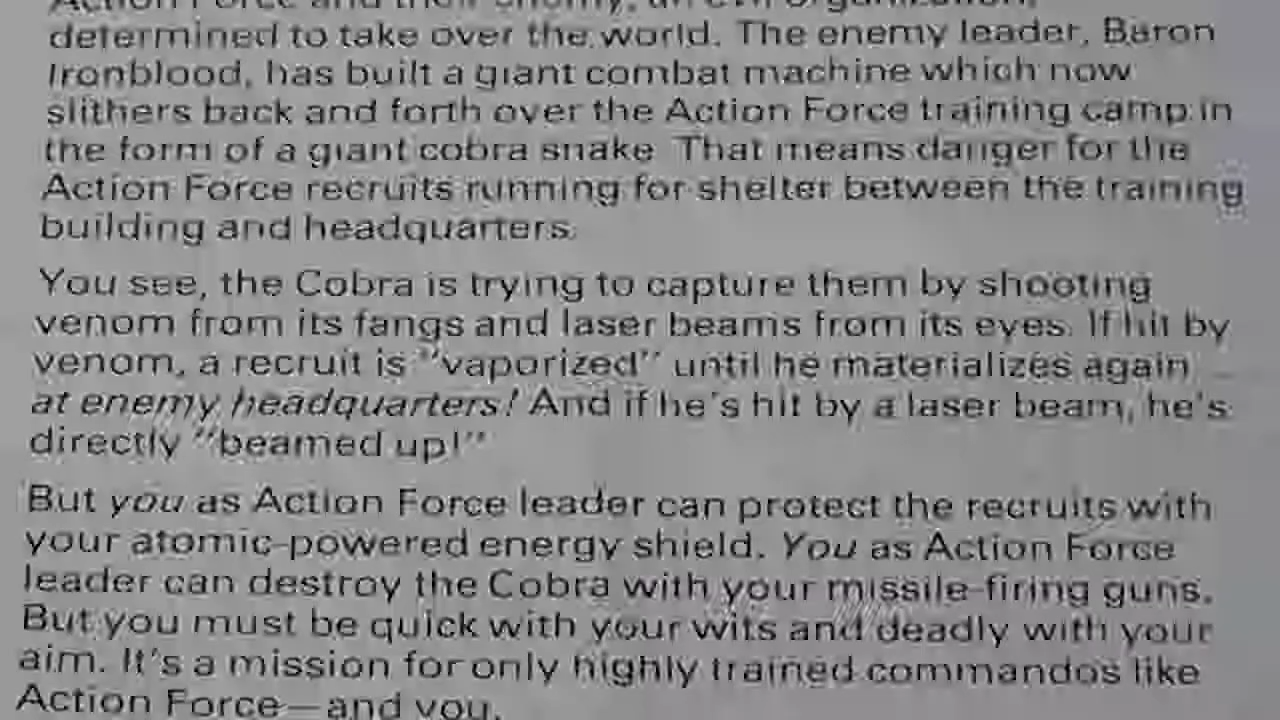 Action Force and their enemy, an evil organization,
determined to take over the world. The enemy leader, Baron
Ironblood, has built a giant combat machine which now
slithers back and forth over the Action Force training camp in
the form of a giant cobra snake. That means danger for the
Action Force recruits running for shelter between the training
building and headquarters.
You see, the Cobra is trying to capture them by shooting
venom from its fangs and laser beams from its eyes. If hit by
venom, a recruit is "vaporized" until he materializes again
at enemy headquarters! And if he's hit by a laser beam, he's
directly "beamed up!"
But you as Action Force leader can protect the recruits with
your atomic-powered energy shield. You as Action Force
leader can destroy the Cobra with your missile-firing guns.
But you must be quick with your wits and deadly with your
aim. It's a mission for only highly trained commandos like
Action Force—and you.